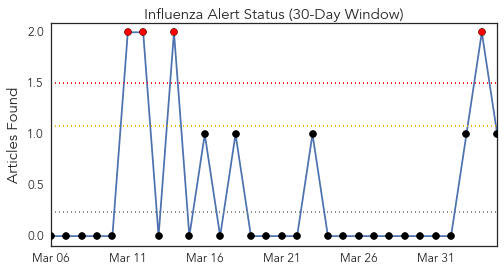 Influenza Alert Status (30-Day Window)
Articles Found
2.0
1.5
1.0
0.5
0.0
Mar 06 Mar 11 Mar 16 Mar 21 Mar 26 Mar 31